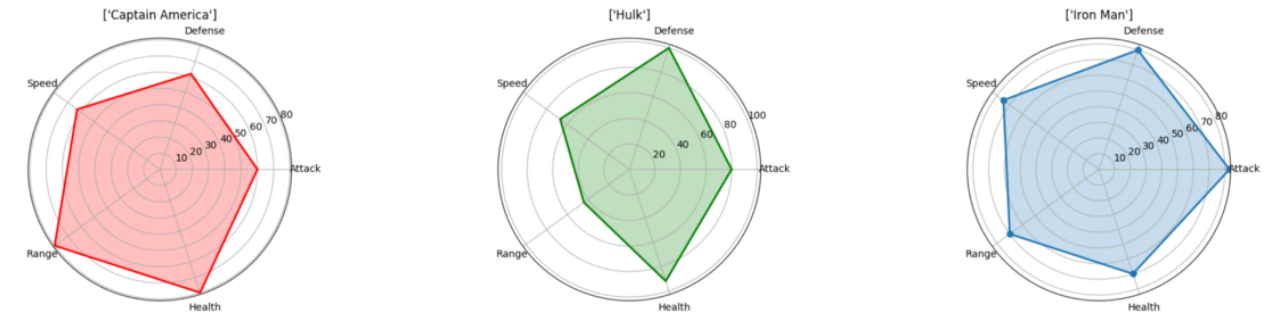 ['Captain America']
Defense
Speed
10 20 30 40 50 60 70 80
Attack
Range
Health
['Hulk']
Defense
Speed
20 40 60 80 100
Attack
Range
Health
['Iron Man']
Defense
Speed
10 20 30 40 50 60 70 80
Attack
Range
Health